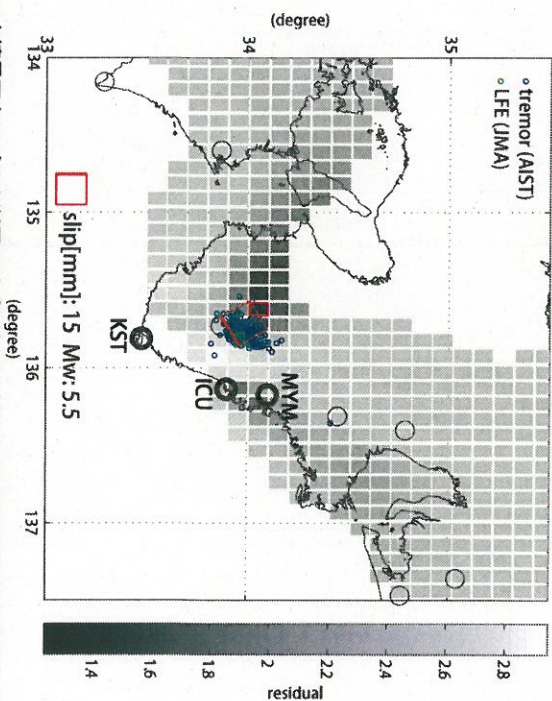 (degree)
33
34
35
134
135
136
137
tremor (AIST)
LFE (JMA)
slip[mm]: 15 Mw: 5.5
KST
ICU
MYM
(degree)
1.4
1.6
1.8
2
2.2
2.4
2.6
2.8
residual